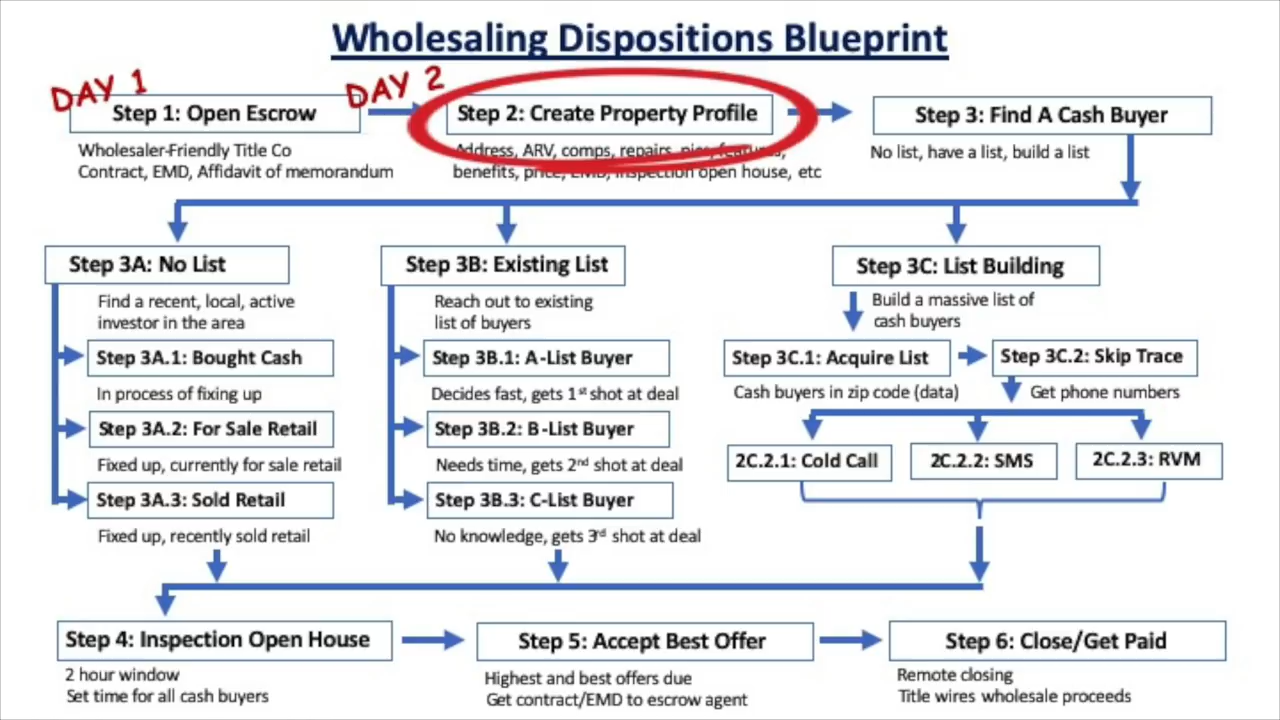 Wholesaling Dispositions Blueprint
DAY 1
DAY 2
Step 1: Open Escrow
Wholesaler-Friendly Title Co
Contract, EMD, Affidavit of memorandum
Step 2: Create Property Profile
Address, ARV, comps, repairs, pics, features,
benefits, price, EMD, inspection open house, etc
Step 3: Find A Cash Buyer
No list, have a list, build a list
Step 3A: No List
Find a recent, local, active
investor in the area
Step 3A.1: Bought Cash
In process of fixing up
Step 3A.2: For Sale Retail
Fixed up, currently for sale retail
Step 3A.3: Sold Retail
Fixed up, recently sold retail
Step 3B: Existing List
Reach out to existing
list of buyers
Step 3B.1: A-List Buyer
Decides fast, gets 1st shot at deal
Step 3B.2: B-List Buyer
Needs time, gets 2nd shot at deal
Step 3B.3: C-List Buyer
No knowledge, gets 3rd shot at deal
Step 3C: List Building
Build a massive list of
cash buyers
Step 3C.1: Acquire List
Cash buyers in zip code (data)
Step 3C.2: Skip Trace
Get phone numbers
2C.2.1: Cold Call
2C.2.2: SMS
2C.2.3: RVM
Step 4: Inspection Open House
2 hour window
Set time for all cash buyers
Step 5: Accept Best Offer
Highest and best offers due
Get contract/EMD to escrow agent
Step 6: Close/Get Paid
Remote closing
Title wires wholesale proceeds